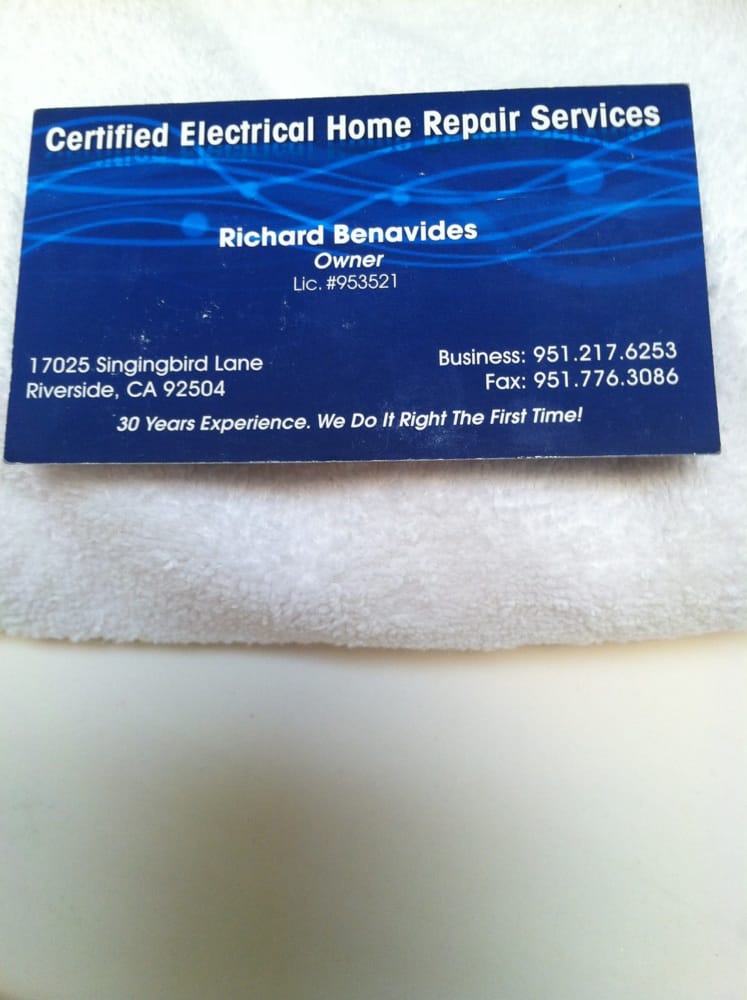 Certified Electrical Home Repair Services
Richard Benavides
Owner
Lic. #953521
17025 Singingbird Lane
Riverside, CA 92504
Business: 951.217.6253
Fax: 951.776.3086
30 Years Experience. We Do It Right The First Time!